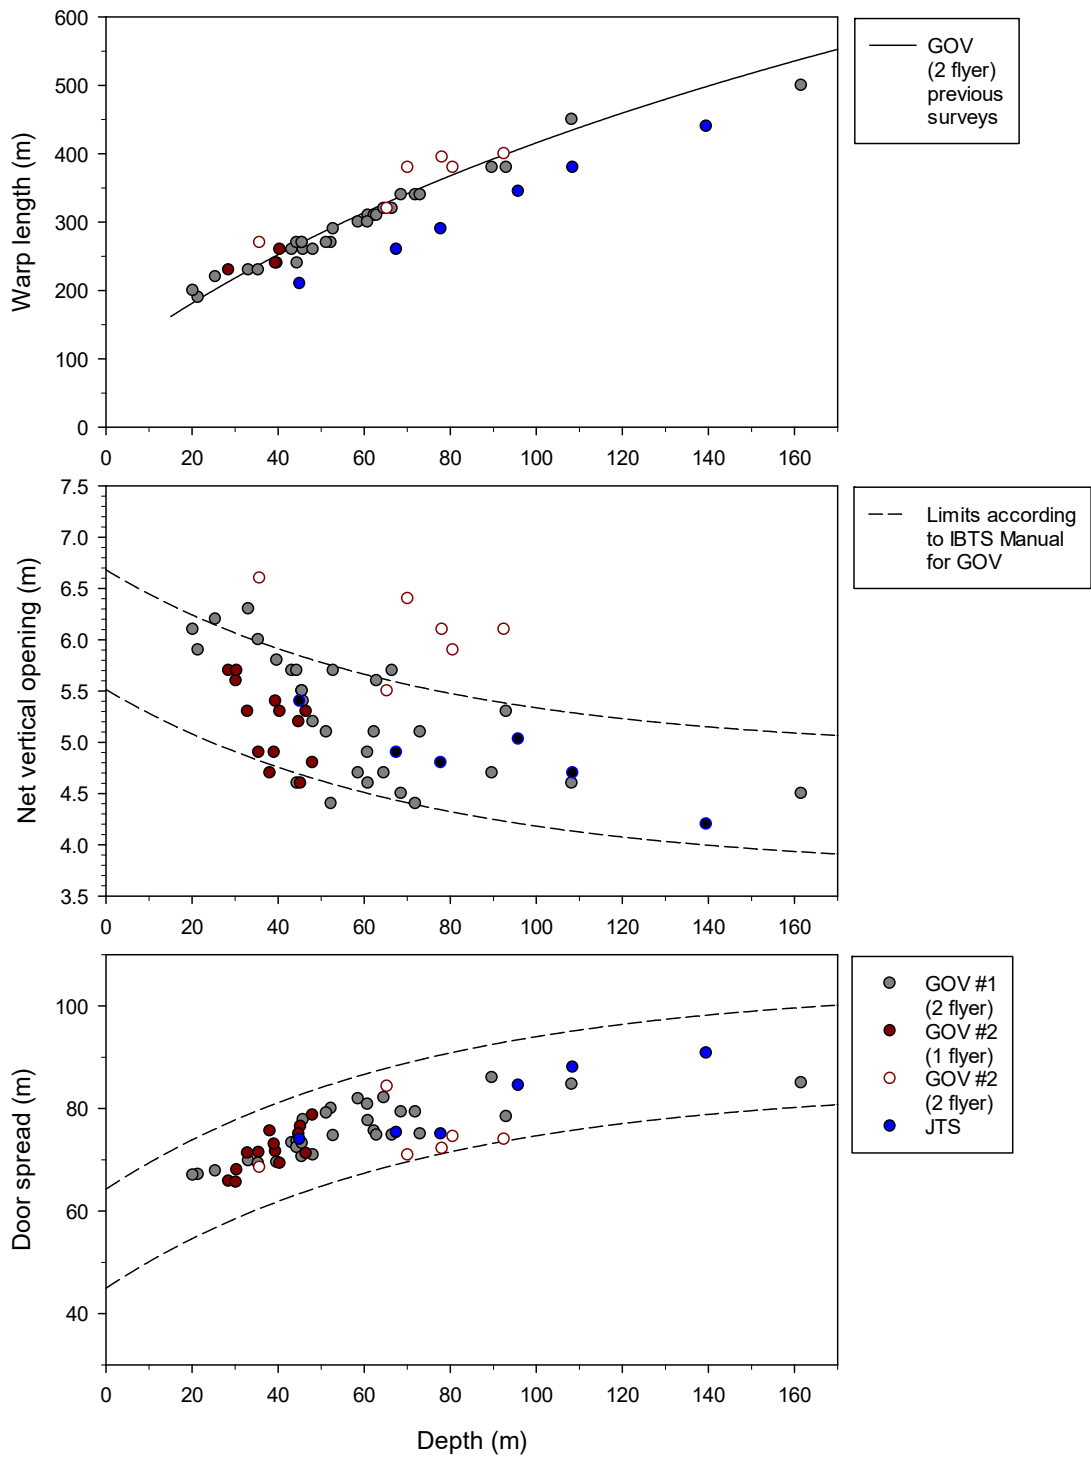 600
500
400
300
200
100
0
Warp length (m)
0 20 40 60 80 100 120 140 160
GOV
(2 flyer)
previous
surveys
7.5
7.0
6.5
6.0
5.5
5.0
4.5
4.0
3.5
Net vertical opening (m)
0 20 40 60 80 100 120 140 160
Limits according
to IBTS Manual
for GOV
100
80
60
40
Door spread (m)
0 20 40 60 80 100 120 140 160
Depth (m)
GOV #1
(2 flyer)
GOV #2
(1 flyer)
GOV #2
(2 flyer)
JTS